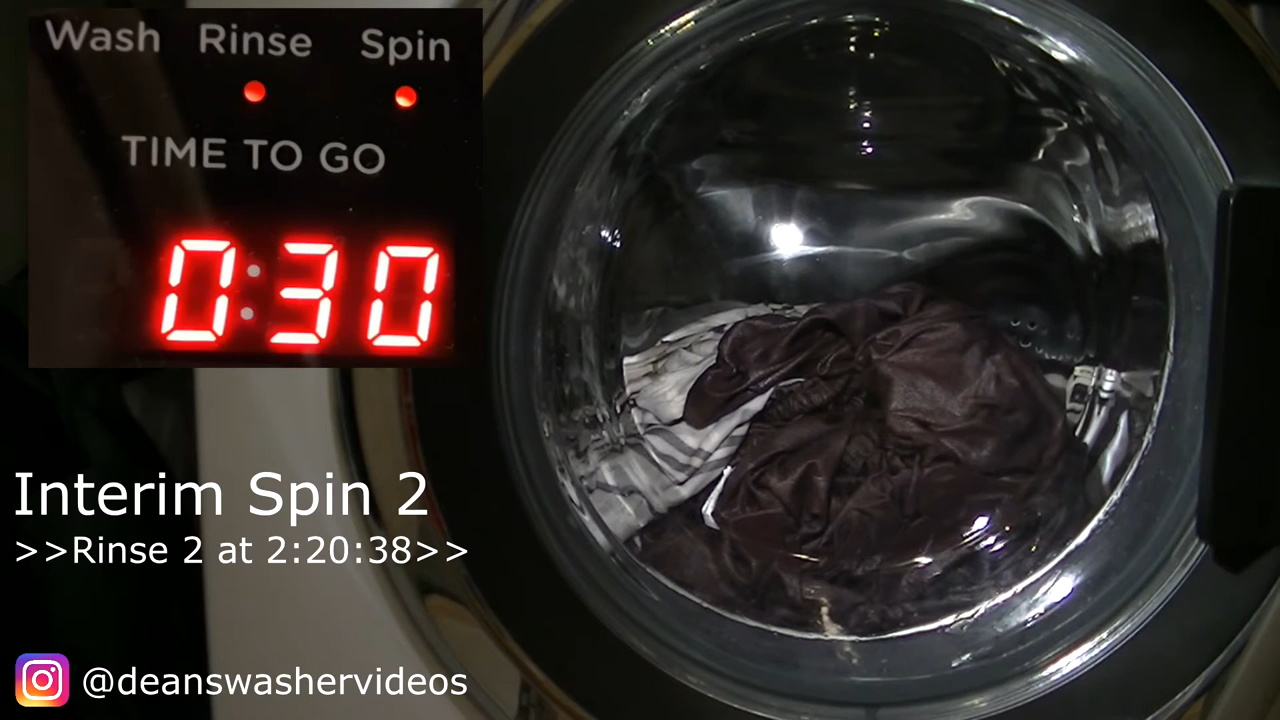 Wash Rinse Spin
TIME TO GO
0:30
Interim Spin 2
>>Rinse 2 at 2:20:38>>
@deanswashervideos